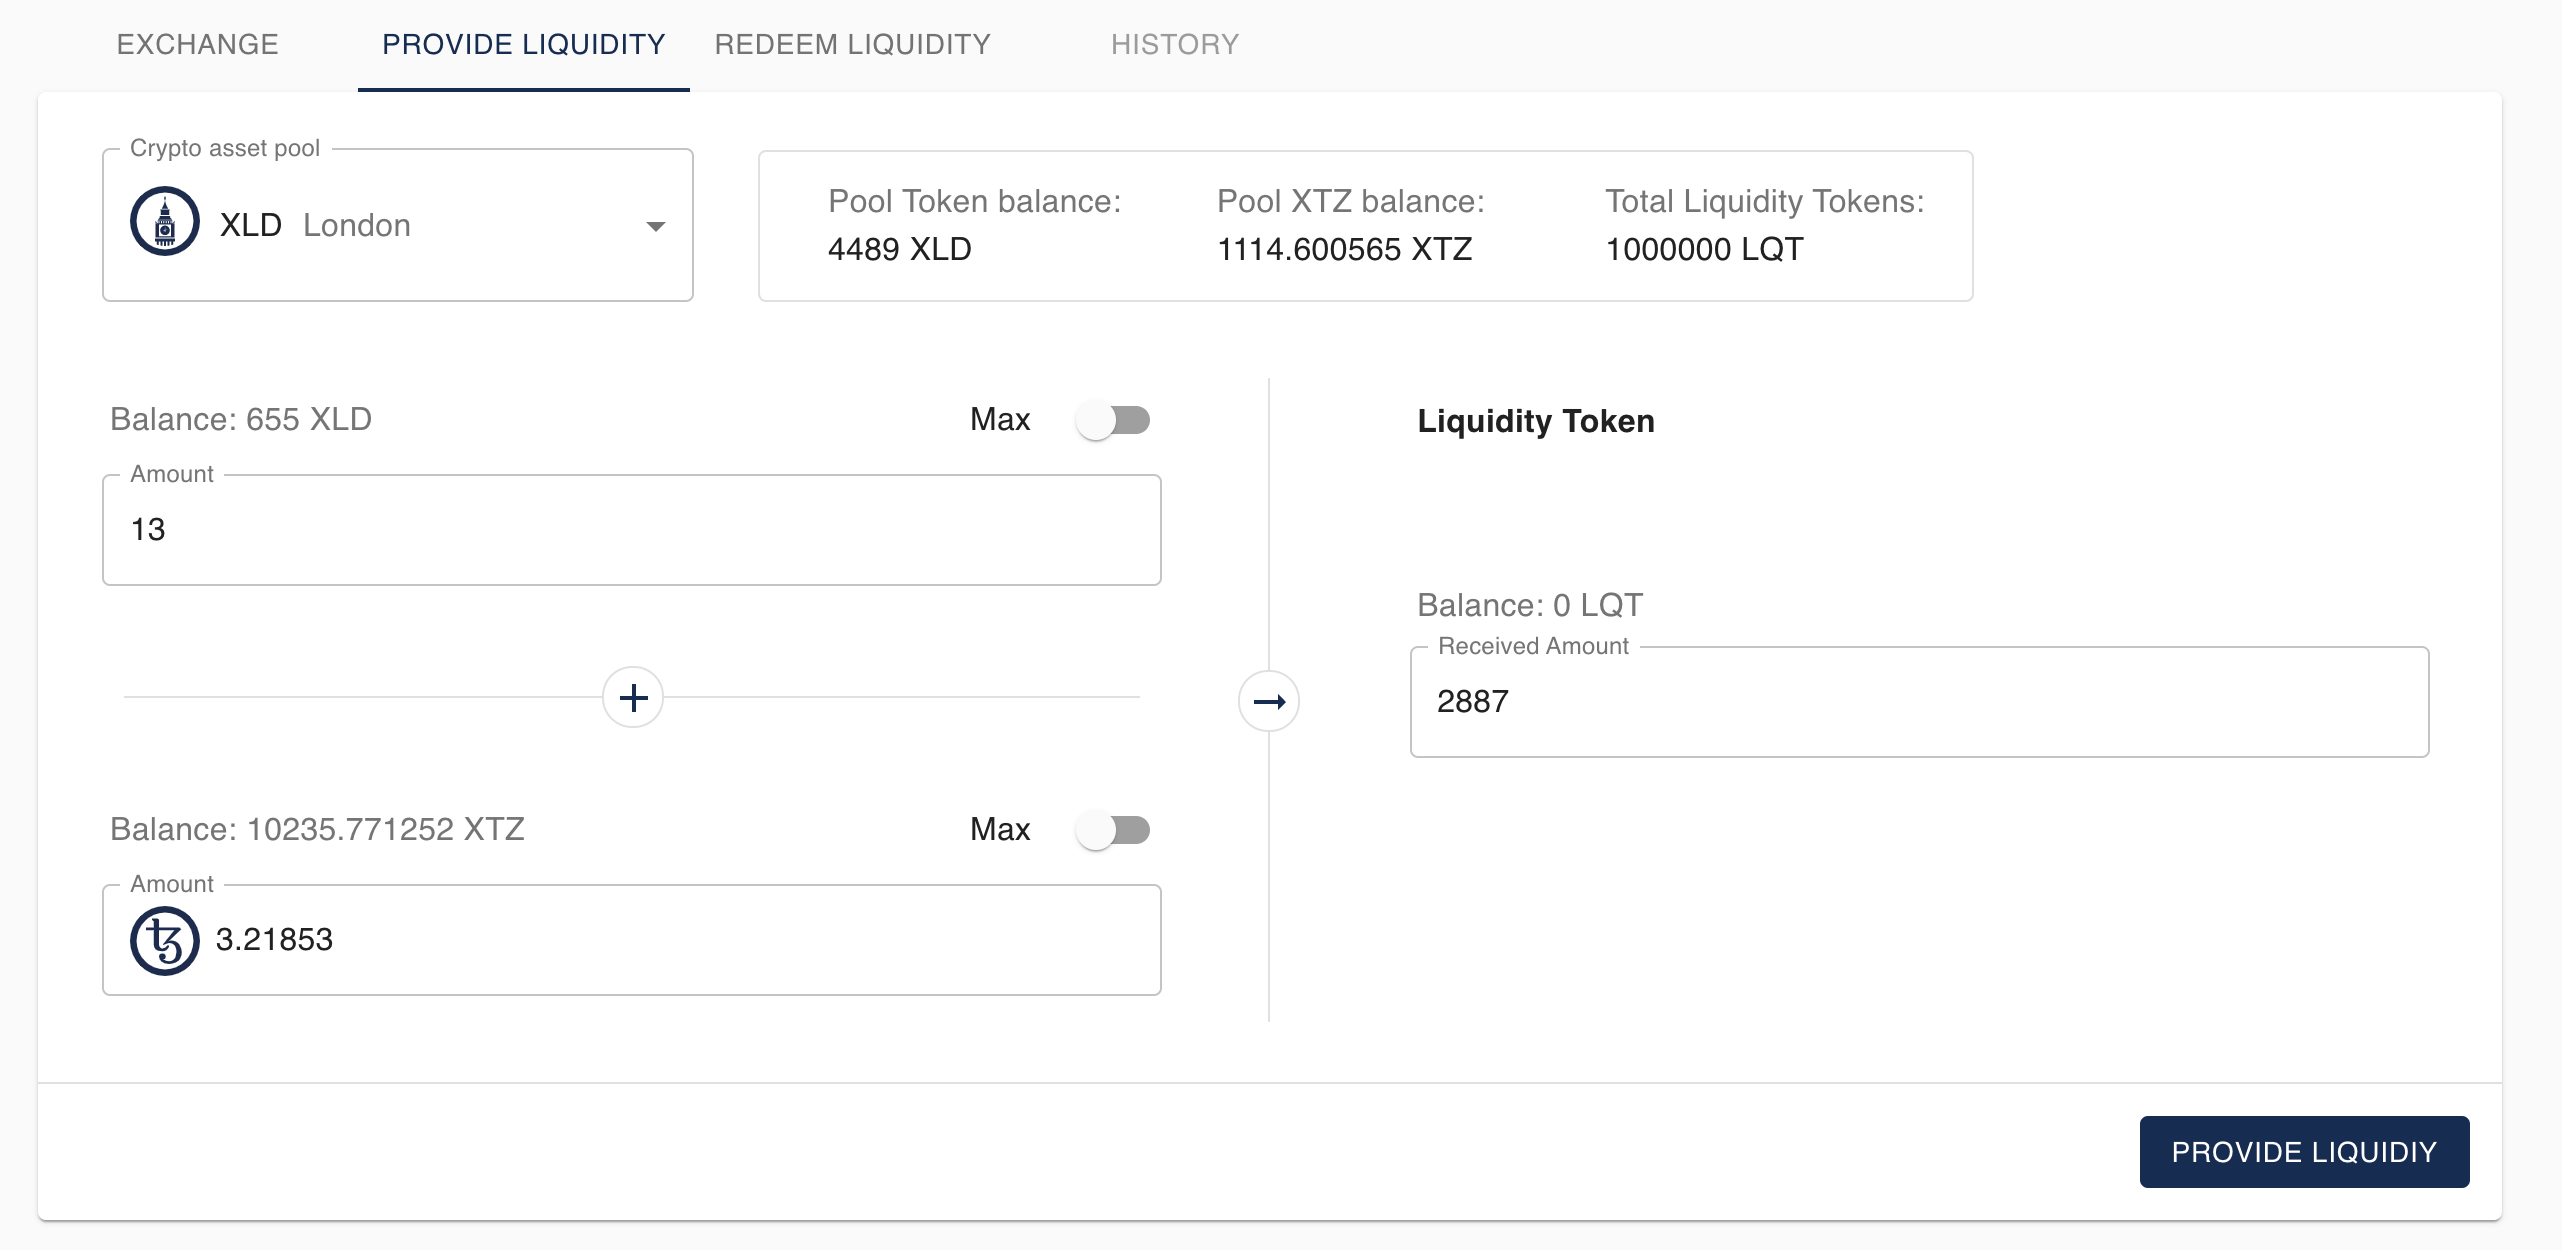 EXCHANGE PROVIDE LIQUIDITY REDEEM LIQUIDITY HISTORY
Crypto asset pool
XLD London
Pool Token balance: Pool XTZ balance: Total Liquidity Tokens:
4489 XLD 1114.600565 XTZ 1000000 LQT
Balance: 655 XLD Max
Amount
13
Balance: 10235.771252 XTZ Max
Amount
3.21853
Liquidity Token
Balance: 0 LQT
Received Amount
2887
PROVIDE LIQUIDIY